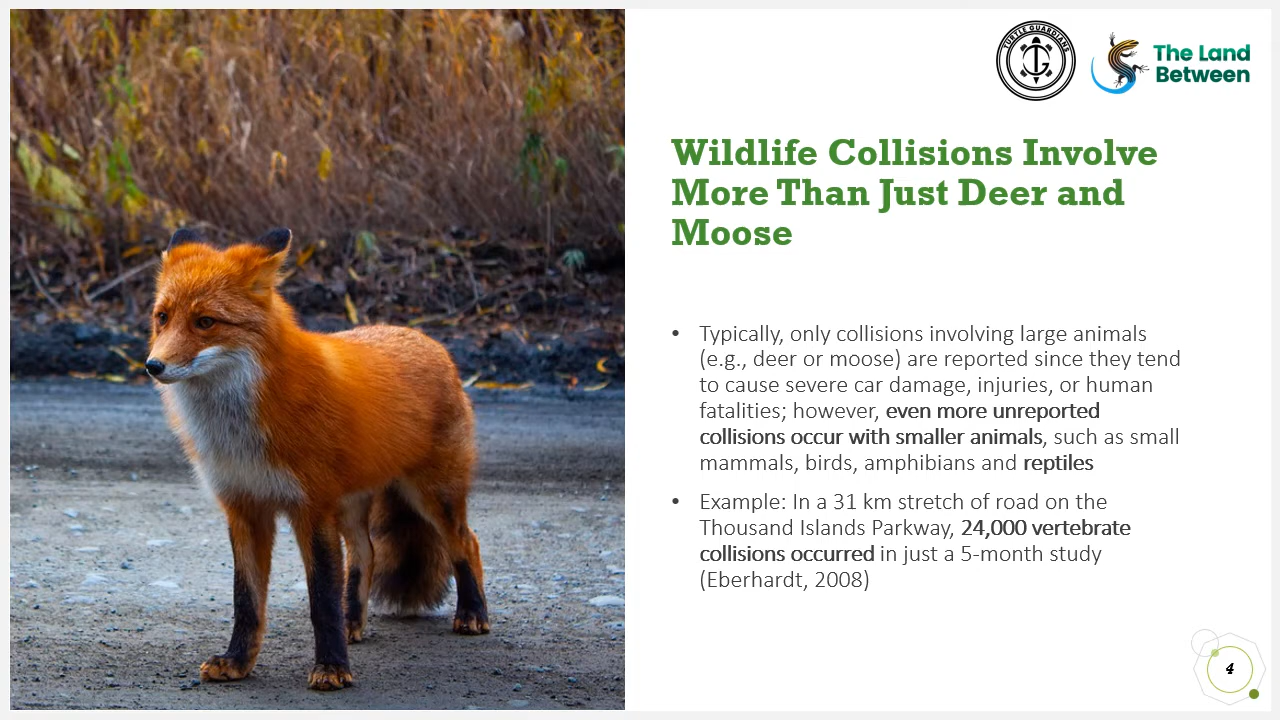 TURTLE GUARDIANS
The Land
Between
Wildlife Collisions Involve
More Than Just Deer and
Moose
• Typically, only collisions involving large animals
(e.g., deer or moose) are reported since they tend
to cause severe car damage, injuries, or human
fatalities; however, even more unreported
collisions occur with smaller animals, such as small
mammals, birds, amphibians and reptiles
• Example: In a 31 km stretch of road on the
Thousand Islands Parkway, 24,000 vertebrate
collisions occurred in just a 5-month study
(Eberhardt, 2008)
4